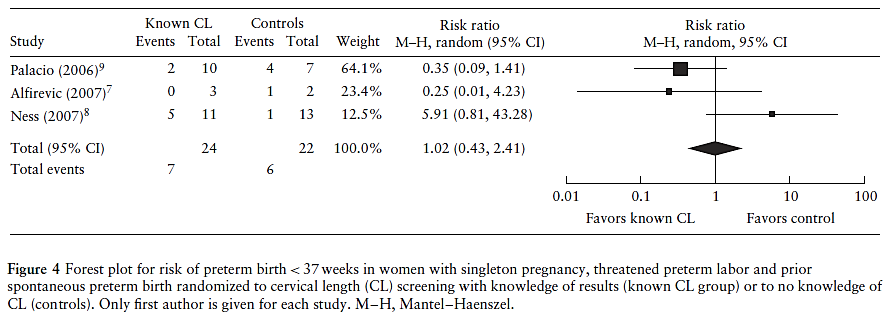 Known CL Controls Risk ratio Risk ratio
Study Events Total Events Total Weight M–H, random (95% CI) M–H, random, 95% CI
Palacio (2006)9 2 10 4 7 64.1% 0.35 (0.09, 1.41)
Alfirevic (2007)7 0 3 1 2 23.4% 0.25 (0.01, 4.23)
Ness (2007)8 5 11 1 13 12.5% 5.91 (0.81, 43.28)
Total (95% CI) 24 22 100.0% 1.02 (0.43, 2.41)
Total events 7 6
0.01 0.1 1 10 100
Favors known CL Favors control
Figure 4 Forest plot for risk of preterm birth < 37 weeks in women with singleton pregnancy, threatened preterm labor and prior
spontaneous preterm birth randomized to cervical length (CL) screening with knowledge of results (known CL group) or to no knowledge of
CL (controls). Only first author is given for each study. M–H, Mantel–Haenszel.